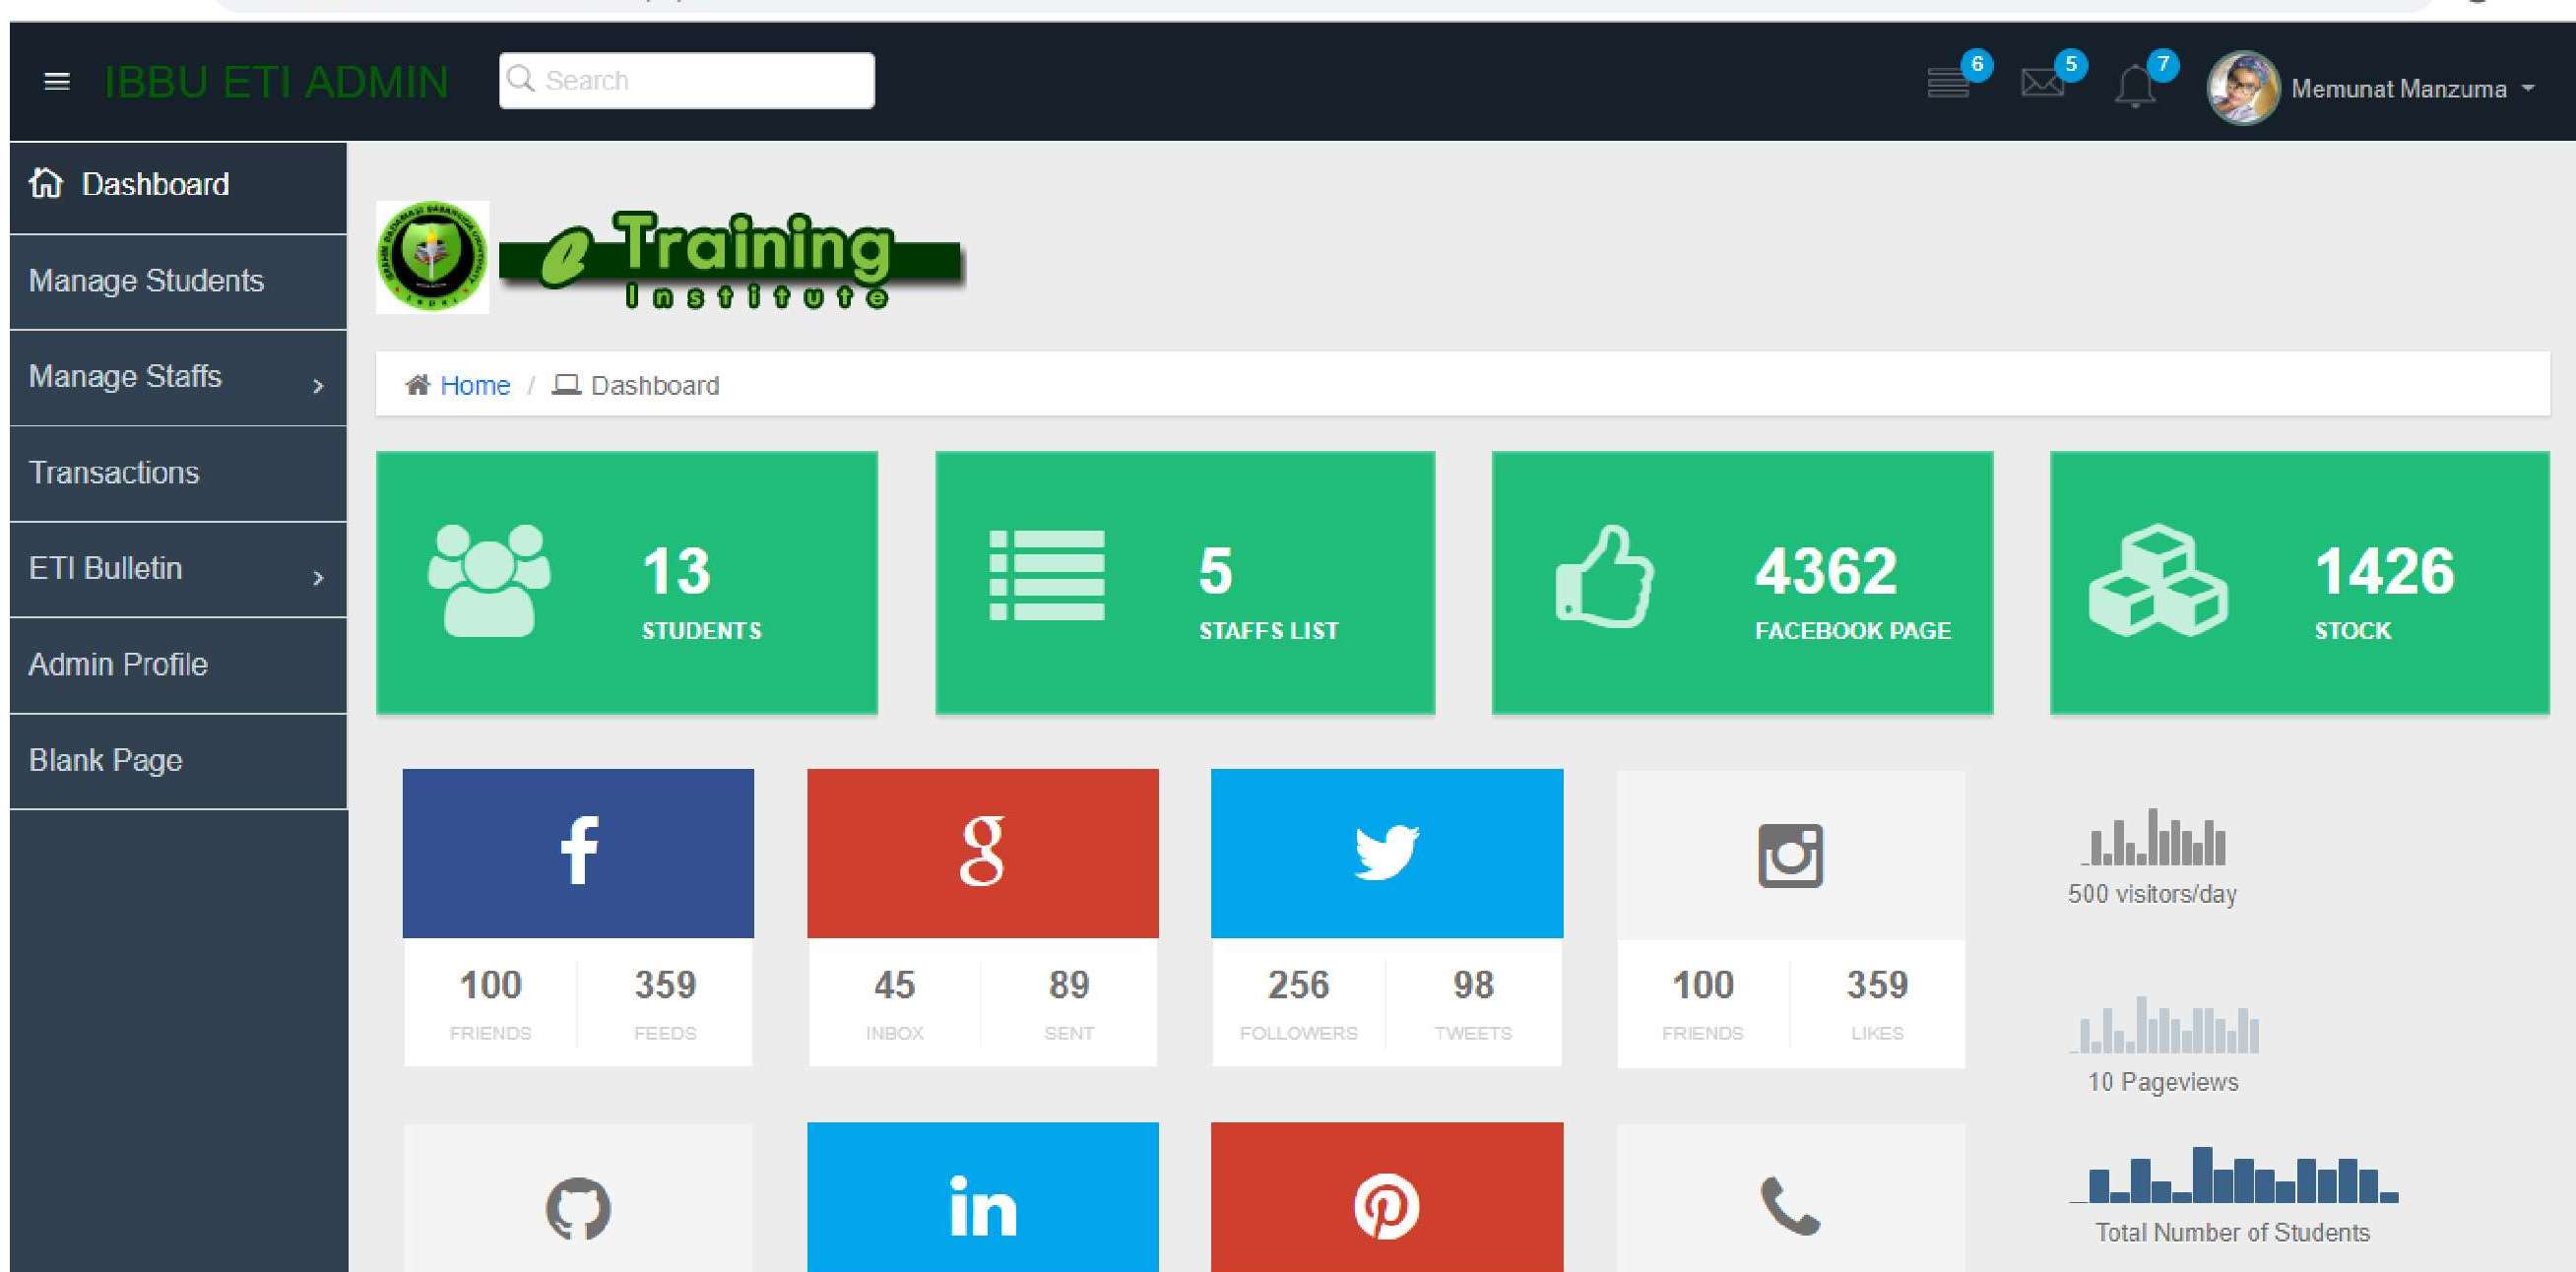 IBBU ETI ADMIN
Search
6
5
7
Memunat Manzuma
Dashboard
Manage Students
Manage Staffs
Transactions
ETI Bulletin
Admin Profile
Blank Page
e Training
Institute
Home / Dashboard
13
STUDENTS
5
STAFFS LIST
4362
FACEBOOK PAGE
1426
STOCK
f
g
100
FRIENDS
359
FEEDS
45
INBOX
89
SENT
256
FOLLOWERS
98
TWEETS
100
FRIENDS
359
LIKES
500 visitors/day
10 Pageviews
in
Total Number of Students